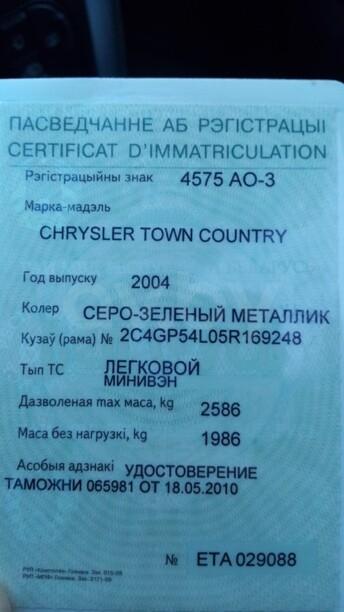 ПАСВЕДЧАННЕ АБ РЭГІСТРАЦЫІ
CERTIFICAT D'IMMATRICULATION
Рэгістрацыйны знак 4575 AO-3
Марка-мадэль
CHRYSLER TOWN COUNTRY
Год выпуску 2004
Колер СЕРО-ЗЕЛЕНЫЙ МЕТАЛЛИК
Кузаў (рама) № 2C4GP54L05R169248
Тып ТС ЛЕГКОВОЙ
МИНИВЭН
Дазволеная max маса, kg 2586
Маса без нагрузкі, kg 1986
Асобыя адзнакі УДОСТОВЕРЕНИЕ
ТАМОЖНИ 065981 ОТ 18.05.2010
№ ETA 029088